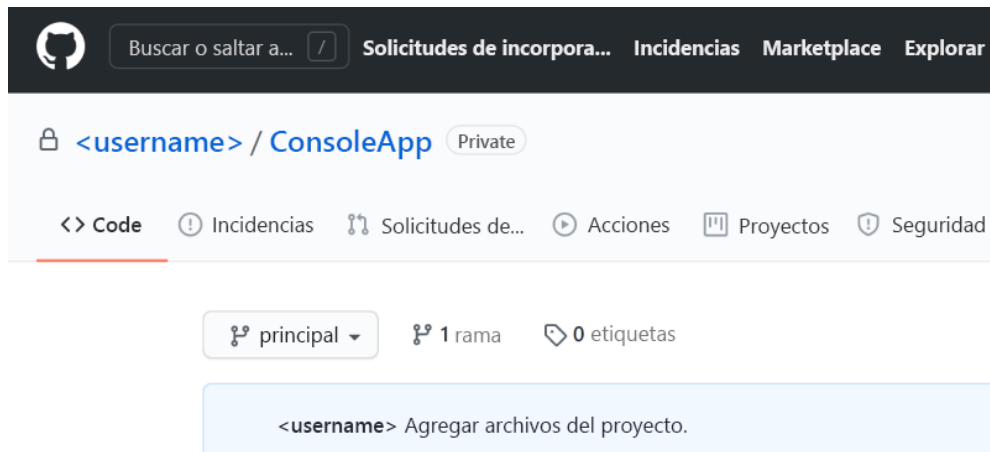 Buscar o saltar a... / Solicitudes de incorpora... Incidencias Marketplace Explorar
<username> / ConsoleApp Private
<> Code Incidencias Solicitudes de... Acciones Proyectos Seguridad
principal 1 rama 0 etiquetas
<username> Agregar archivos del proyecto.